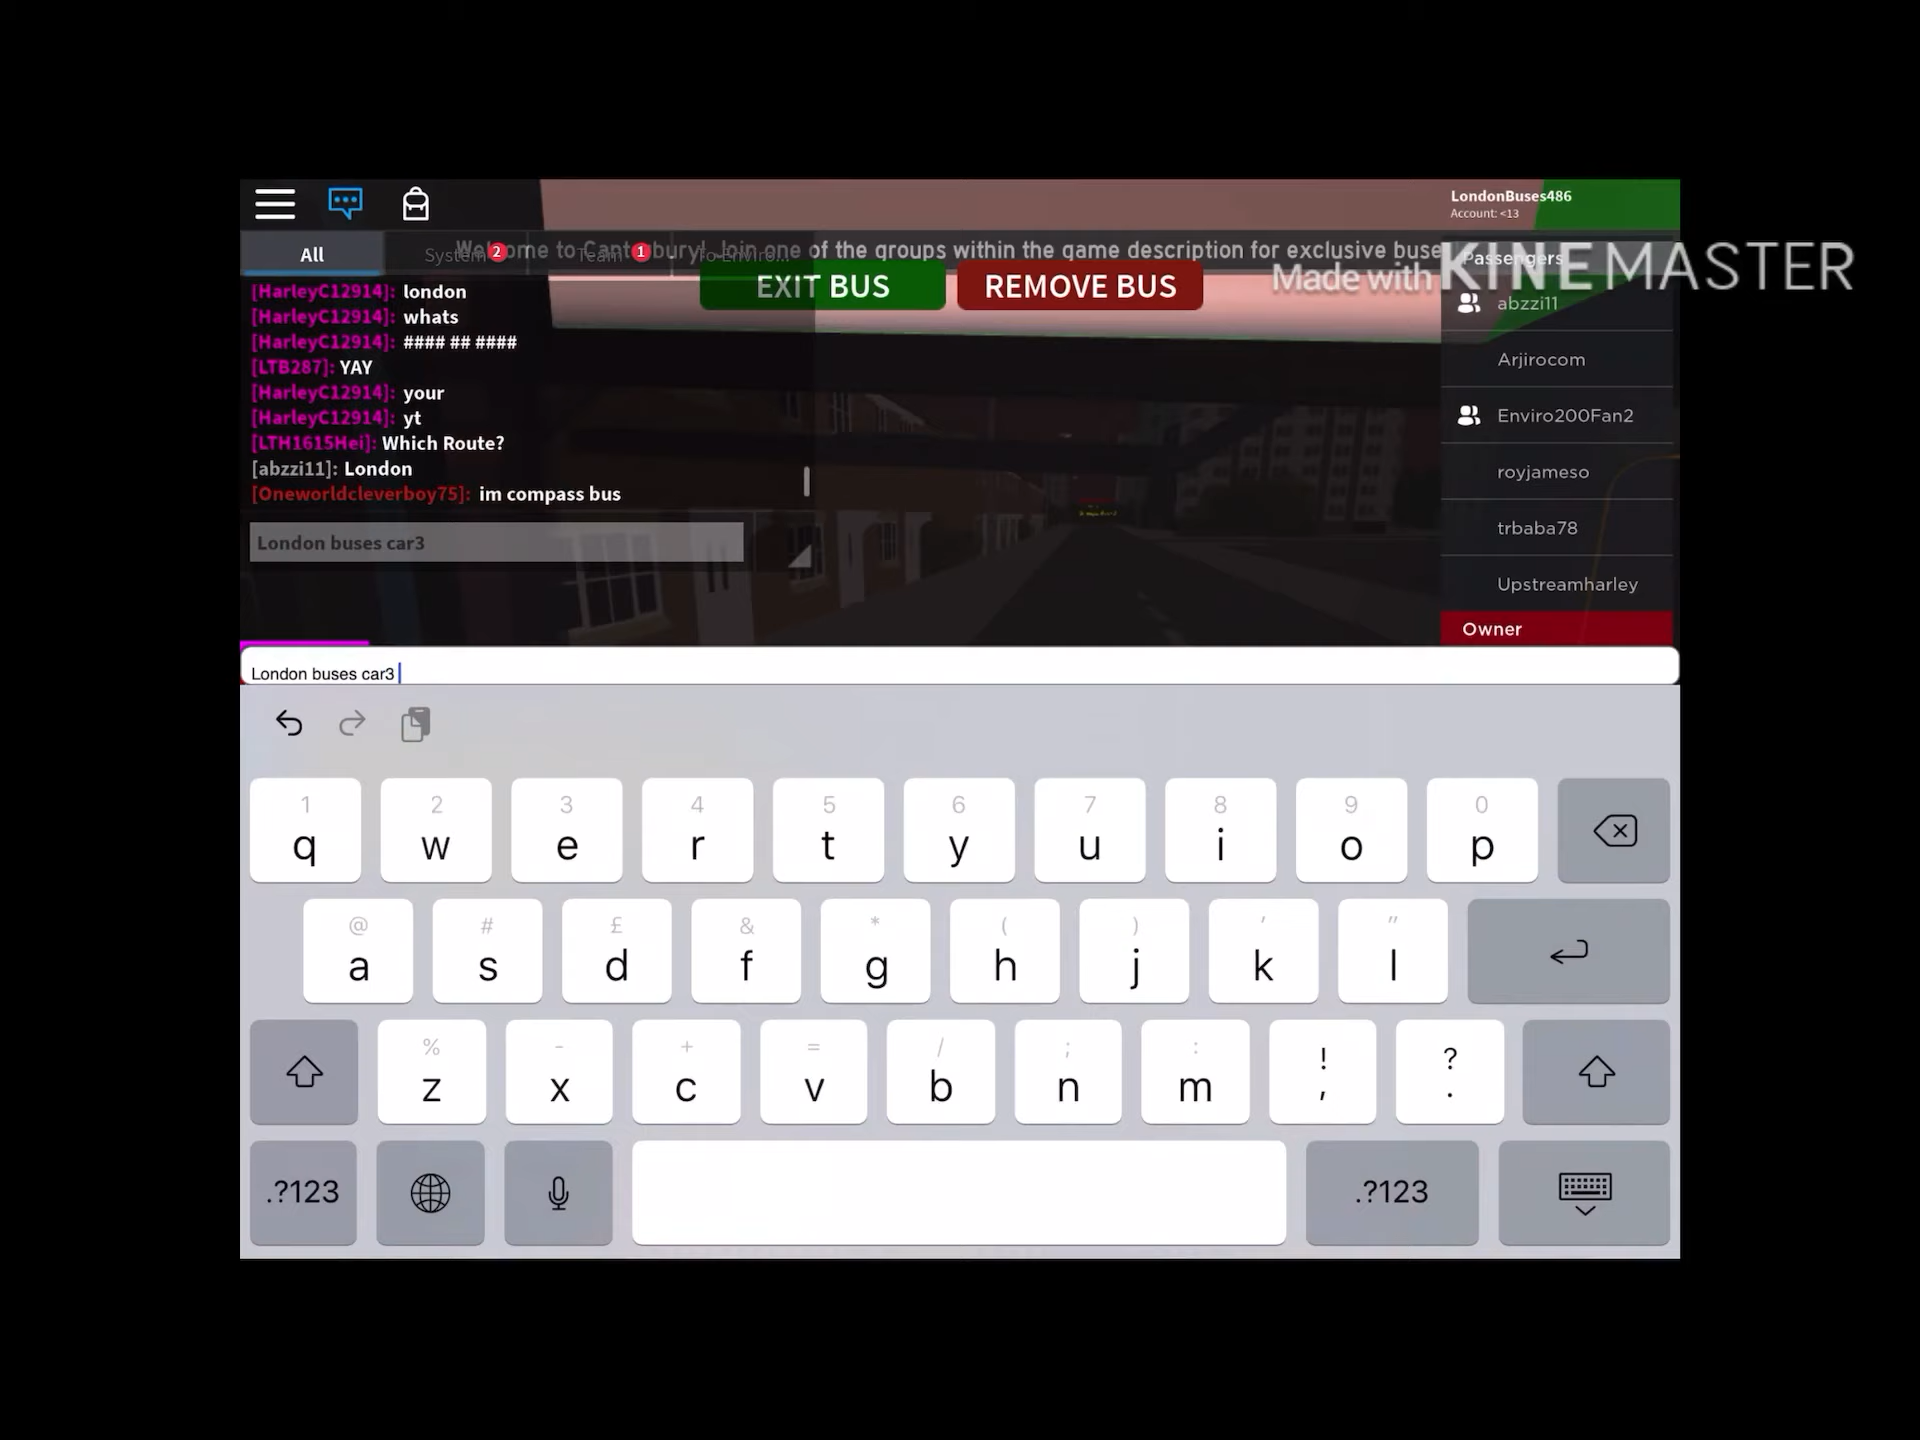 LondonBuses486
Account: <13
All
System 2
Team 1
To Enviro...
Welcome to Canterbury! Join one of the groups within the game description for exclusive buse
Made with KINEMASTER
EXIT BUS
REMOVE BUS
Passengers
abzzi11
Arjirocom
Enviro200Fan2
royjameso
trbaba78
Upstreamharley
Owner
[HarleyC12914]: london
[HarleyC12914]: whats
[HarleyC12914]: #### ## ####
[LTB287]: YAY
[HarleyC12914]: your
[HarleyC12914]: yt
[LTH1615Hei]: Which Route?
[abzzi11]: London
[Oneworldcleverboy75]: im compass bus
London buses car3
London buses car3
1 2 3 4 5 6 7 8 9 0
q w e r t y u i o p
@ # £ & * ( ) ' "
a s d f g h j k l
% - + = / ; : ! ?
z x c v b n m , .
.?123 .?123